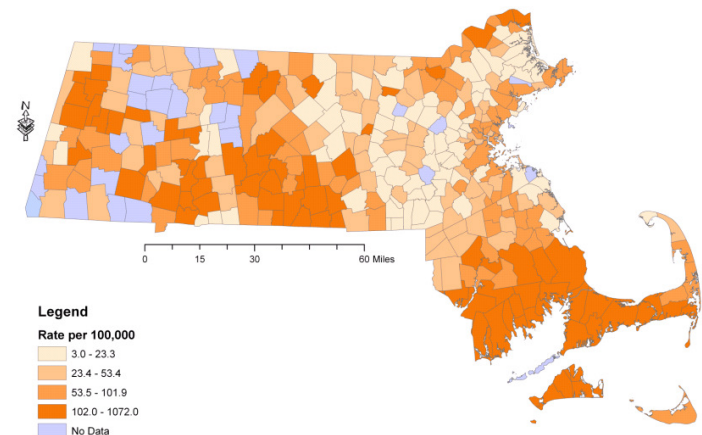 N
0 15 30 60 Miles
Legend
Rate per 100,000
3.0 - 23.3
23.4 - 53.4
53.5 - 101.9
102.0 - 1072.0
No Data